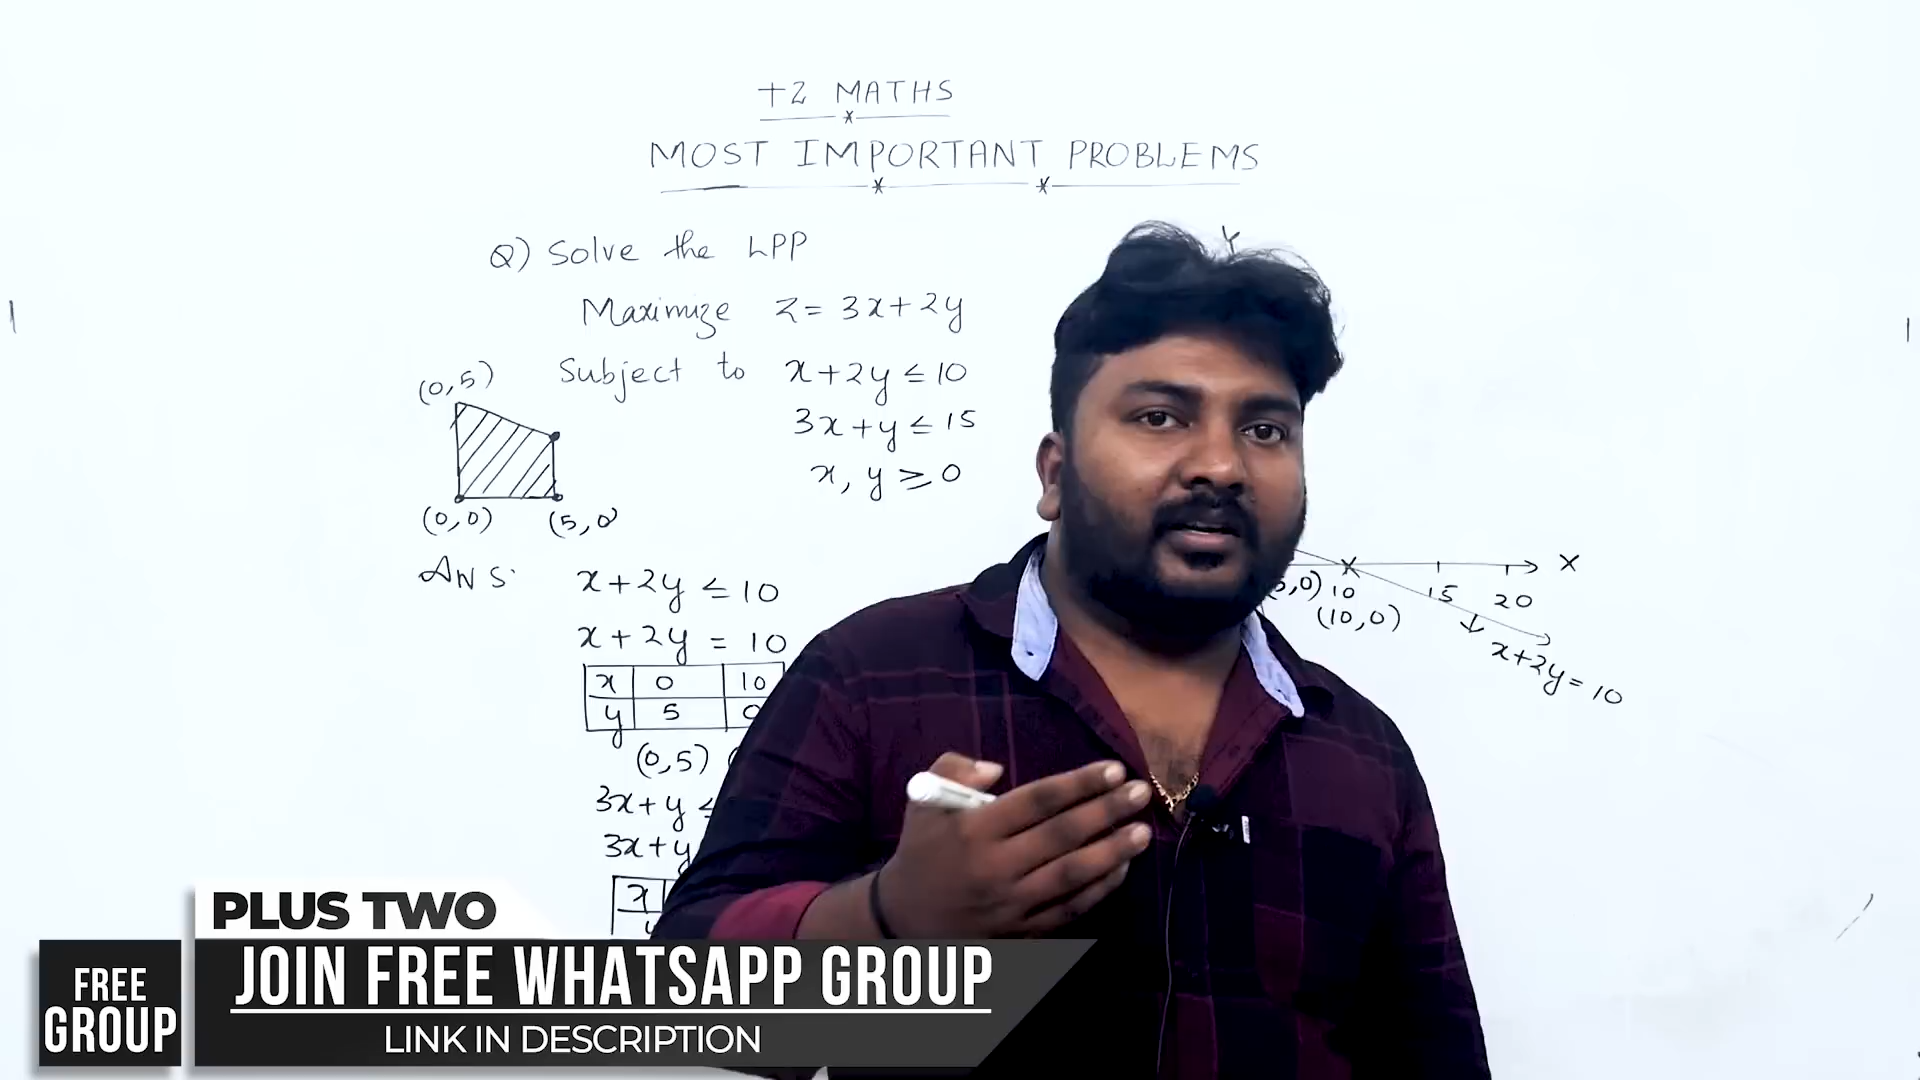 +2 MATHS
MOST IMPORTANT PROBLEMS
Q) Solve the LPP
Maximize Z = 3x+2y
Subject to x+2y ≤ 10
3x+y ≤ 15
x, y ≥ 0
(0,5)
(0,0) (5,0)
ANS: x+2y ≤ 10
x+2y = 10
x 0 10
y 5 0
(0,5) (
3x+y ≤
3x+y
x
Y
X
,0) 10 15 20
(10,0)
x+2y = 10
PLUS TWO
FREE GROUP
JOIN FREE WHATSAPP GROUP
LINK IN DESCRIPTION